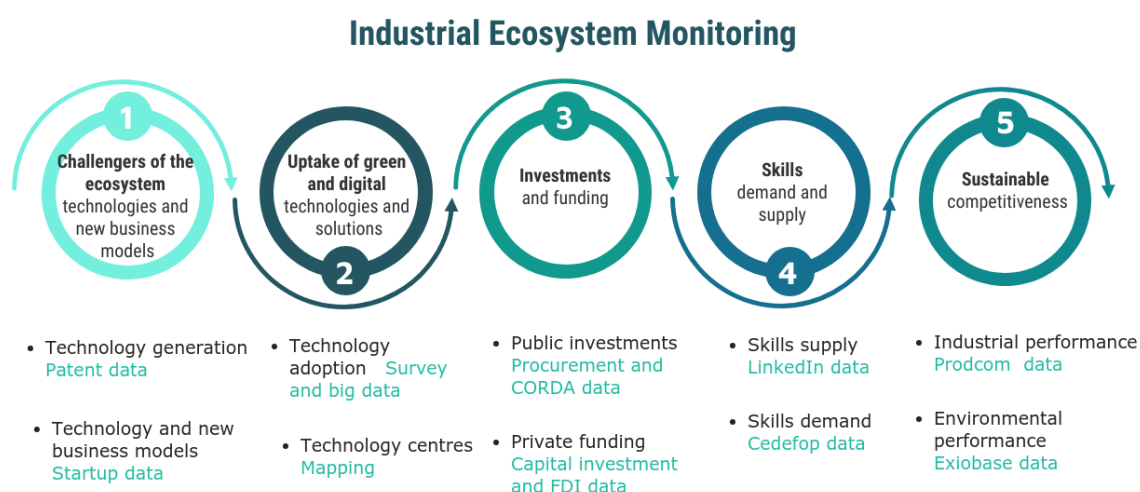 Industrial Ecosystem Monitoring
1
Challengers of the
ecosystem
technologies and
new business
models
2
Uptake of green
and digital
technologies and
solutions
3
Investments
and funding
4
Skills
demand and
supply
5
Sustainable
competitiveness
• Technology generation
Patent data
• Technology and new
business models
Startup data
• Technology
adoption Survey
and big data
• Technology centres
Mapping
• Public investments
Procurement and
CORDA data
• Private funding
Capital investment
and FDI data
• Skills supply
LinkedIn data
• Skills demand
Cedefop data
• Industrial performance
Prodcom data
• Environmental
performance
Exiobase data